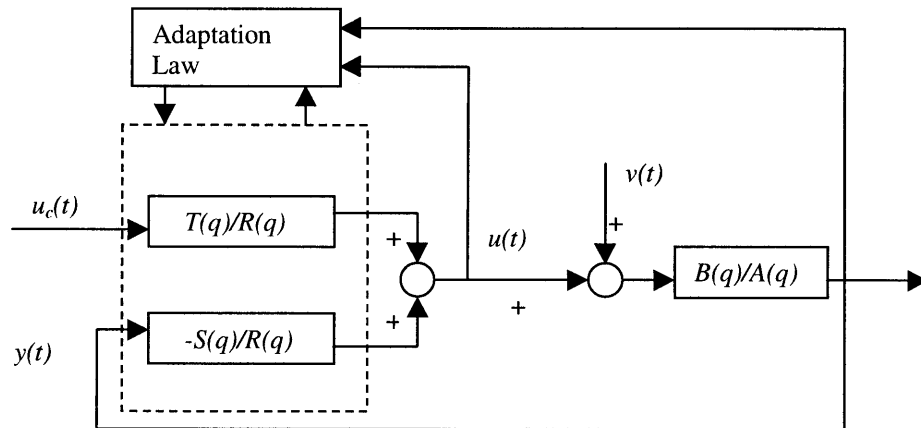 Adaptation
Law
u_c(t)
T(q)/R(q)
+
u(t)
v(t)
+
B(q)/A(q)
+
+
-S(q)/R(q)
y(t)